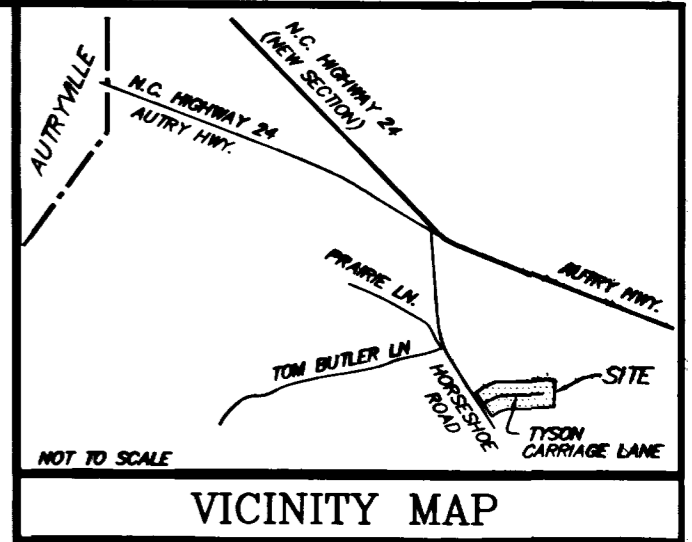 N.C. HIGHWAY 24
(NEW SECTION)
AUTRYVILLE
N.C. HIGHWAY 24
AUTRY HWY.
AUTRY HWY.
PRAIRIE LN.
TOM BUTLER LN
HORSESHOE
ROAD
SITE
TYSON
CARRIAGE LANE
NOT TO SCALE
VICINITY MAP